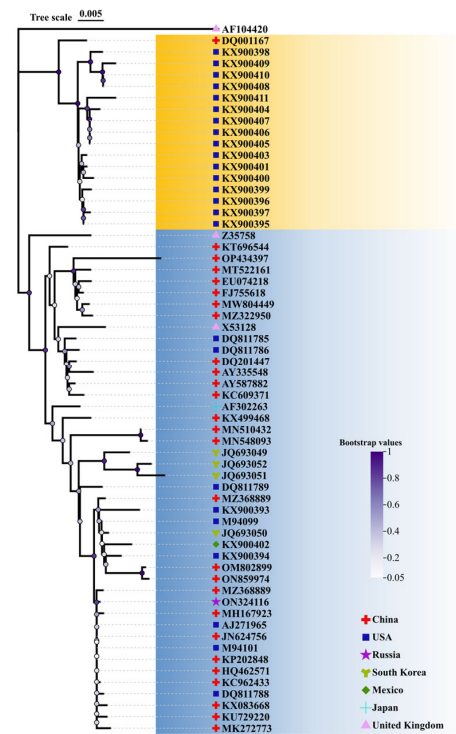 Tree scale 0.005
AF104420
DQ001167
KX900398
KX900409
KX900410
KX900408
KX900411
KX900404
KX900407
KX900406
KX900405
KX900403
KX900401
KX900400
KX900399
KX900396
KX900397
KX900395
Z35758
KT696544
OP434397
MT522161
EU074218
FJ755618
MW804449
MZ322950
X53128
DQ811785
DQ811786
DQ201447
AY335548
AY587882
KC609371
AF302263
KX499468
MN510432
MN548093
JQ693049
JQ693052
JQ693051
DQ811789
MZ368889
KX900393
M94099
JQ693050
KX900402
KX900394
OM802899
ON859974
MZ368889
ON324116
MH167923
AJ271965
JN624756
M94101
KP202848
HQ462571
KC962433
DQ811788
KX083668
KU729220
MK272773
Bootstrap values
1
0.8
0.6
0.4
0.2
0.05
China
USA
Russia
South Korea
Mexico
Japan
United Kingdom